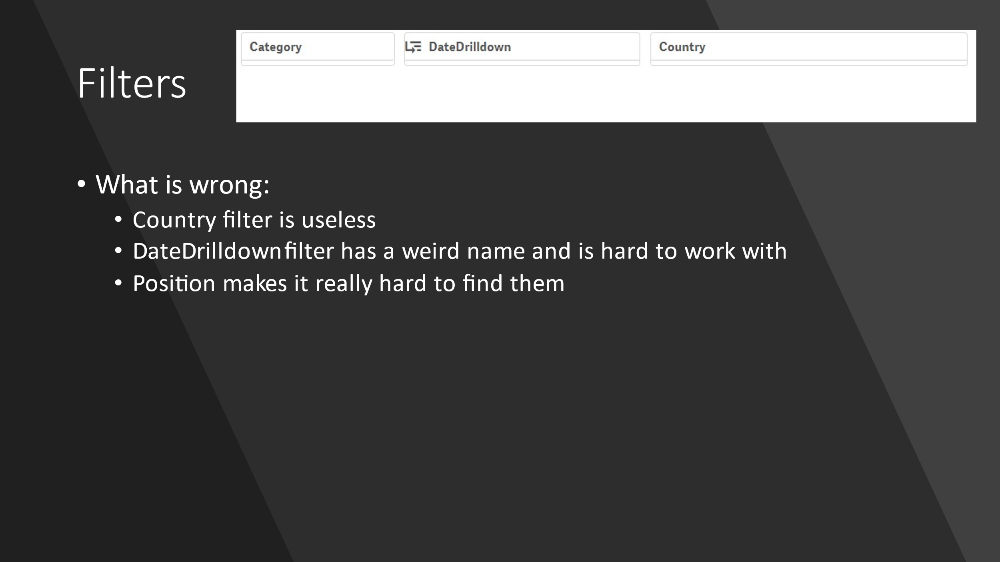 Filters
Category
DateDrilldown
Country
• What is wrong:
• Country filter is useless
• DateDrilldown filter has a weird name and is hard to work with
• Position makes it really hard to find them